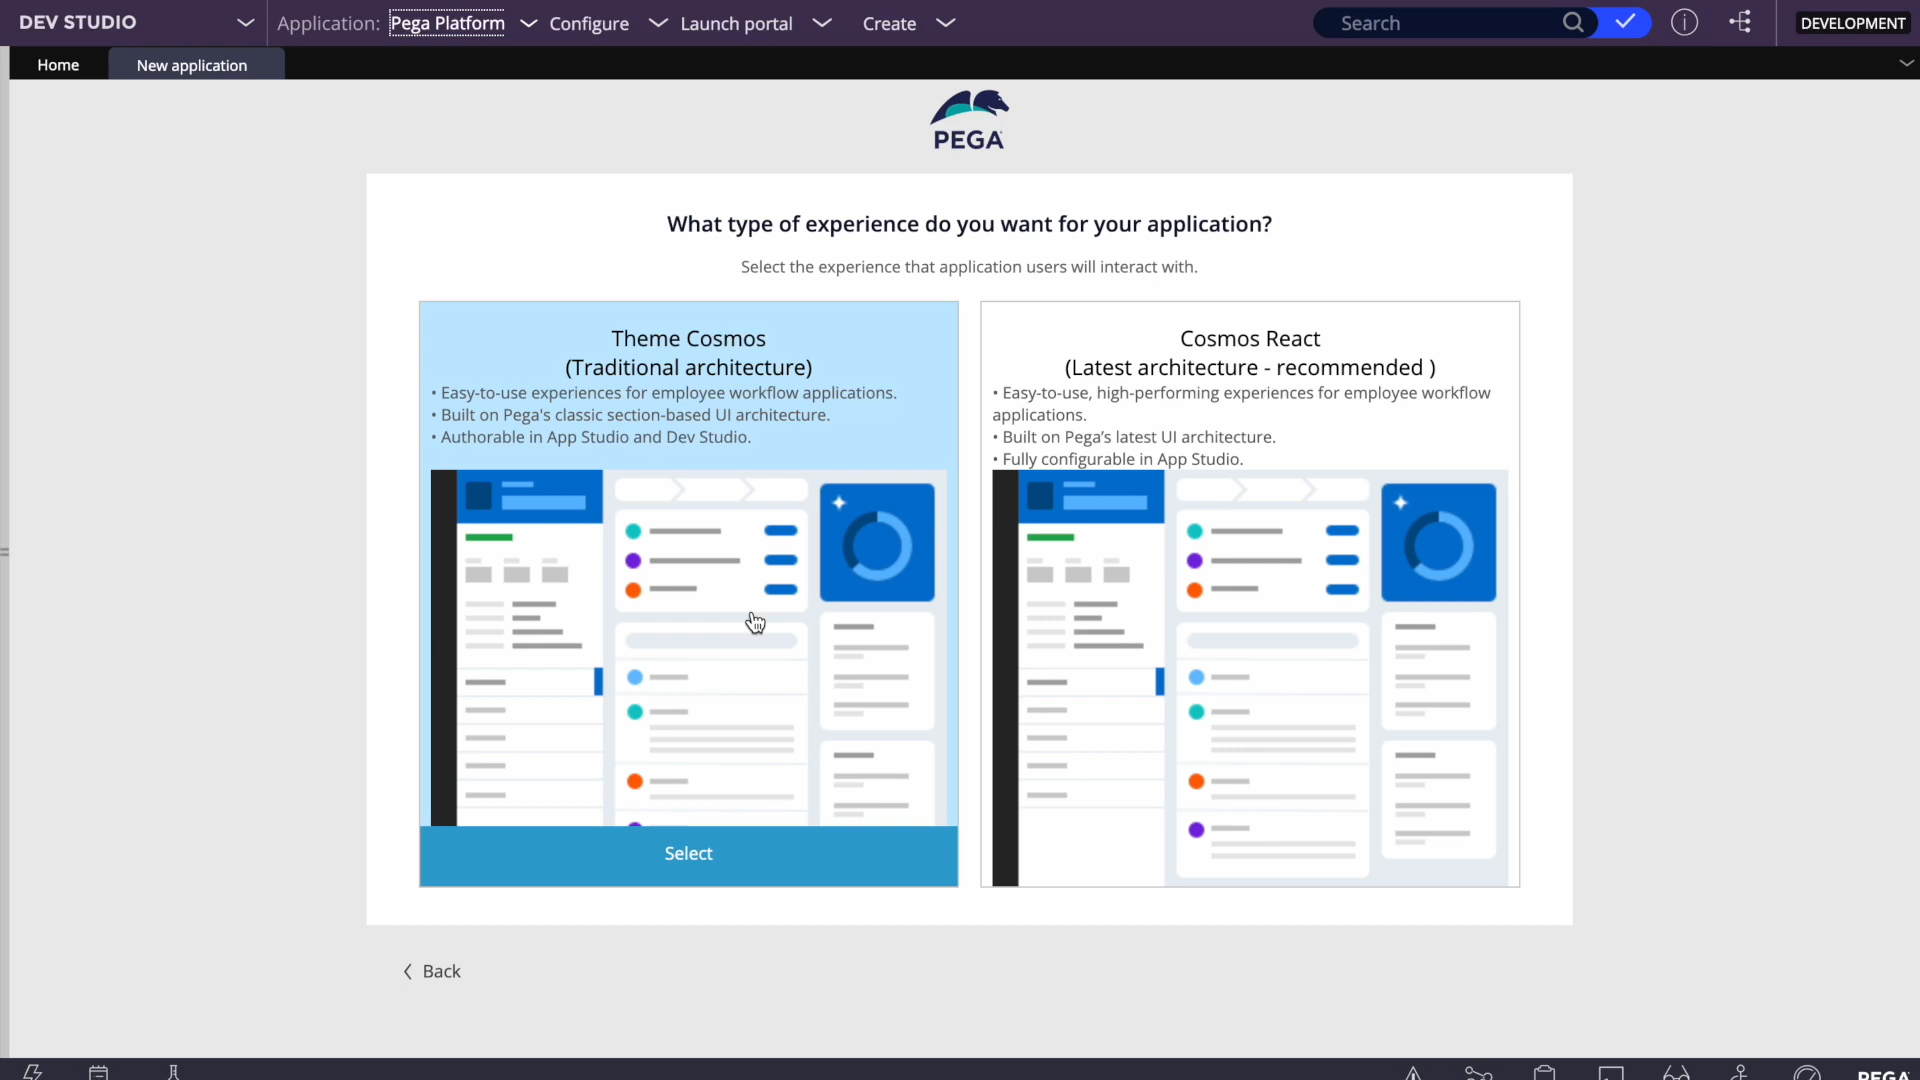 DEV STUDIO
Application: Pega Platform
Configure
Launch portal
Create
Search
DEVELOPMENT
Home
New application
PEGA
What type of experience do you want for your application?
Select the experience that application users will interact with.
Theme Cosmos
(Traditional architecture)
• Easy-to-use experiences for employee workflow applications.
• Built on Pega's classic section-based UI architecture.
• Authorable in App Studio and Dev Studio.
Select
Cosmos React
(Latest architecture - recommended )
• Easy-to-use, high-performing experiences for employee workflow
applications.
• Built on Pega’s latest UI architecture.
• Fully configurable in App Studio.
Back
PEGA